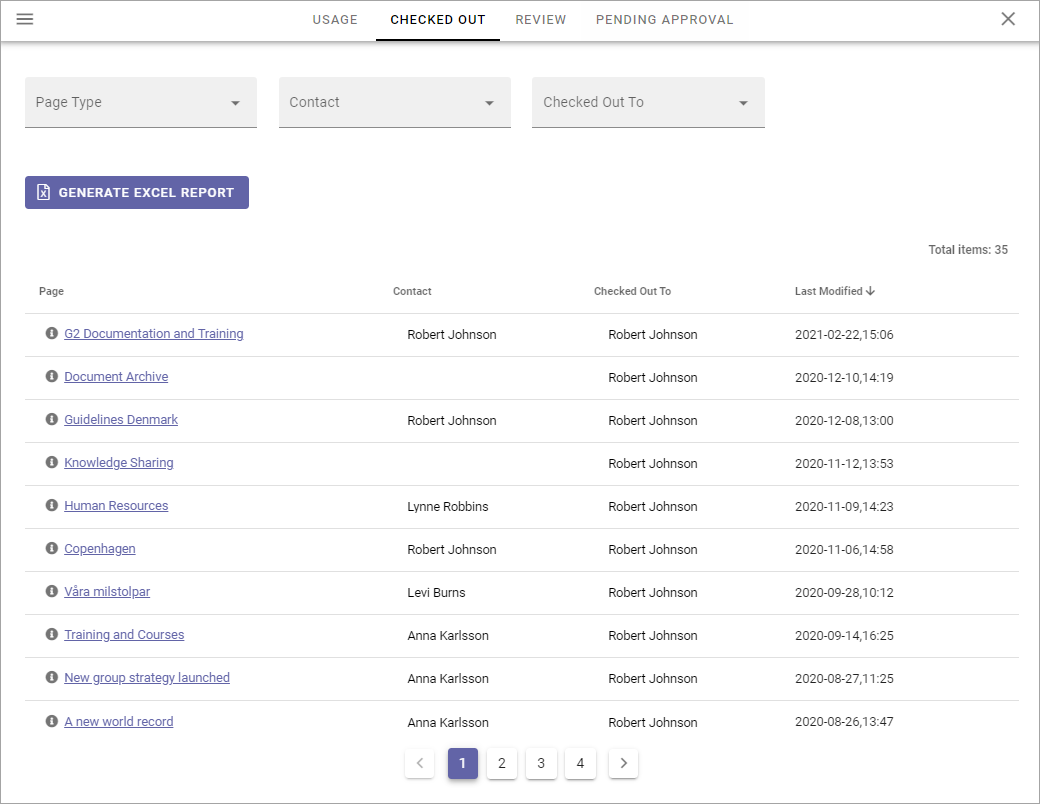 USAGE CHECKED OUT REVIEW PENDING APPROVAL
Page Type Contact Checked Out To
GENERATE EXCEL REPORT
Total items: 35
Page Contact Checked Out To Last Modified
G2 Documentation and Training Robert Johnson Robert Johnson 2021-02-22,15:06
Document Archive Robert Johnson 2020-12-10,14:19
Guidelines Denmark Robert Johnson Robert Johnson 2020-12-08,13:00
Knowledge Sharing Robert Johnson 2020-11-12,13:53
Human Resources Lynne Robbins Robert Johnson 2020-11-09,14:23
Copenhagen Robert Johnson Robert Johnson 2020-11-06,14:58
Våra milstolpar Levi Burns Robert Johnson 2020-09-28,10:12
Training and Courses Anna Karlsson Robert Johnson 2020-09-14,16:25
New group strategy launched Anna Karlsson Robert Johnson 2020-08-27,11:25
A new world record Anna Karlsson Robert Johnson 2020-08-26,13:47
1 2 3 4